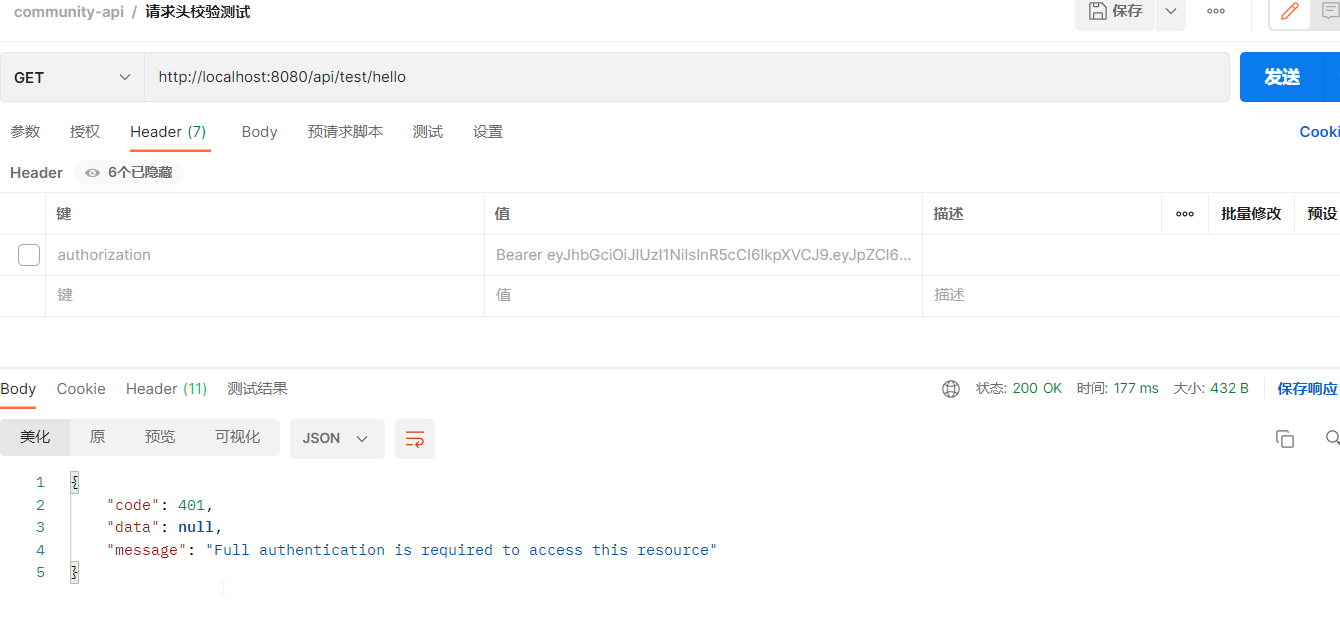 community-api / 请求头校验测试 保存
GET http://localhost:8080/api/test/hello 发送
参数 授权 Header (7) Body 预请求脚本 测试 设置 Cooki
Header 6个已隐藏
键 值 描述 批量修改 预设
authorization Bearer eyJhbGciOiJIUzI1NiIsInR5cCI6IkpXVCJ9.eyJpZCI6...
键 值 描述
Body Cookie Header (11) 测试结果 状态: 200 OK 时间: 177 ms 大小: 432 B 保存响应
美化 原 预览 可视化 JSON
1 {
2 "code": 401,
3 "data": null,
4 "message": "Full authentication is required to access this resource"
5 }